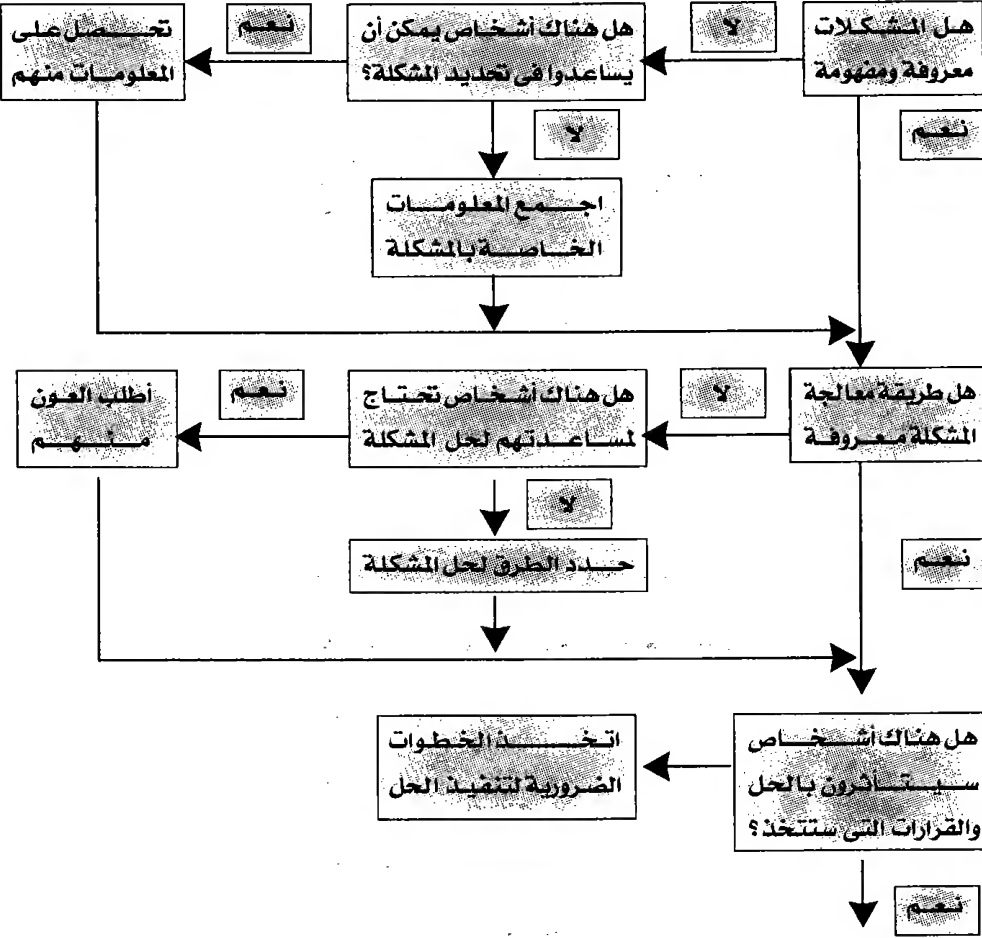 هل المشكلات
معروفة ومفهومة
لا
هل هناك أشخاص يمكن أن
يساعدوا فى تحديد المشكلة؟
نعم
تحصل على
المعلومات منهم
نعم
لا
اجمع المعلومات
الخاصة بالمشكلة
هل طريقة معالجة
المشكلة معروفة
لا
هل هناك أشخاص تحتاج
لمساعدتهم لحل المشكلة
نعم
أطلب العون
منهم
لا
نعم
حدد الطرق لحل المشكلة
هل هناك أشخاص
سيتأثرون بالحل
والقرارات التى ستتخذ؟
اتخذ الخطوات
الضرورية لتنفيذ الحل
نعم